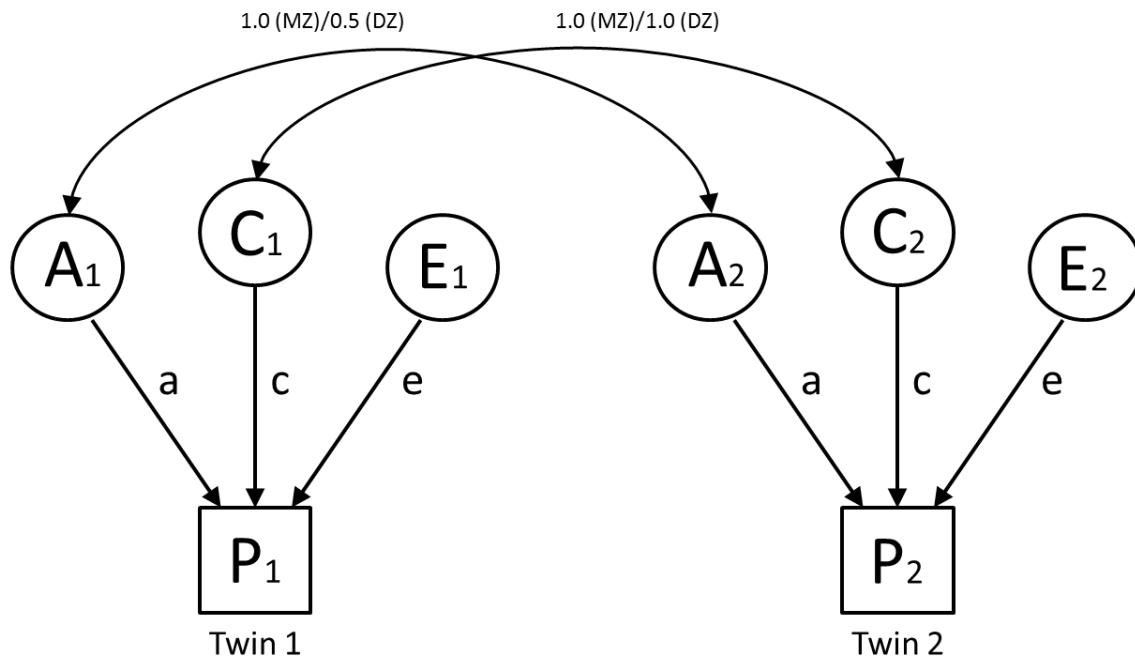 1.0 (MZ)/0.5 (DZ) 1.0 (MZ)/1.0 (DZ)
A1 C1 E1 A2 C2 E2
a c e a c e
P1 P2
Twin 1 Twin 2